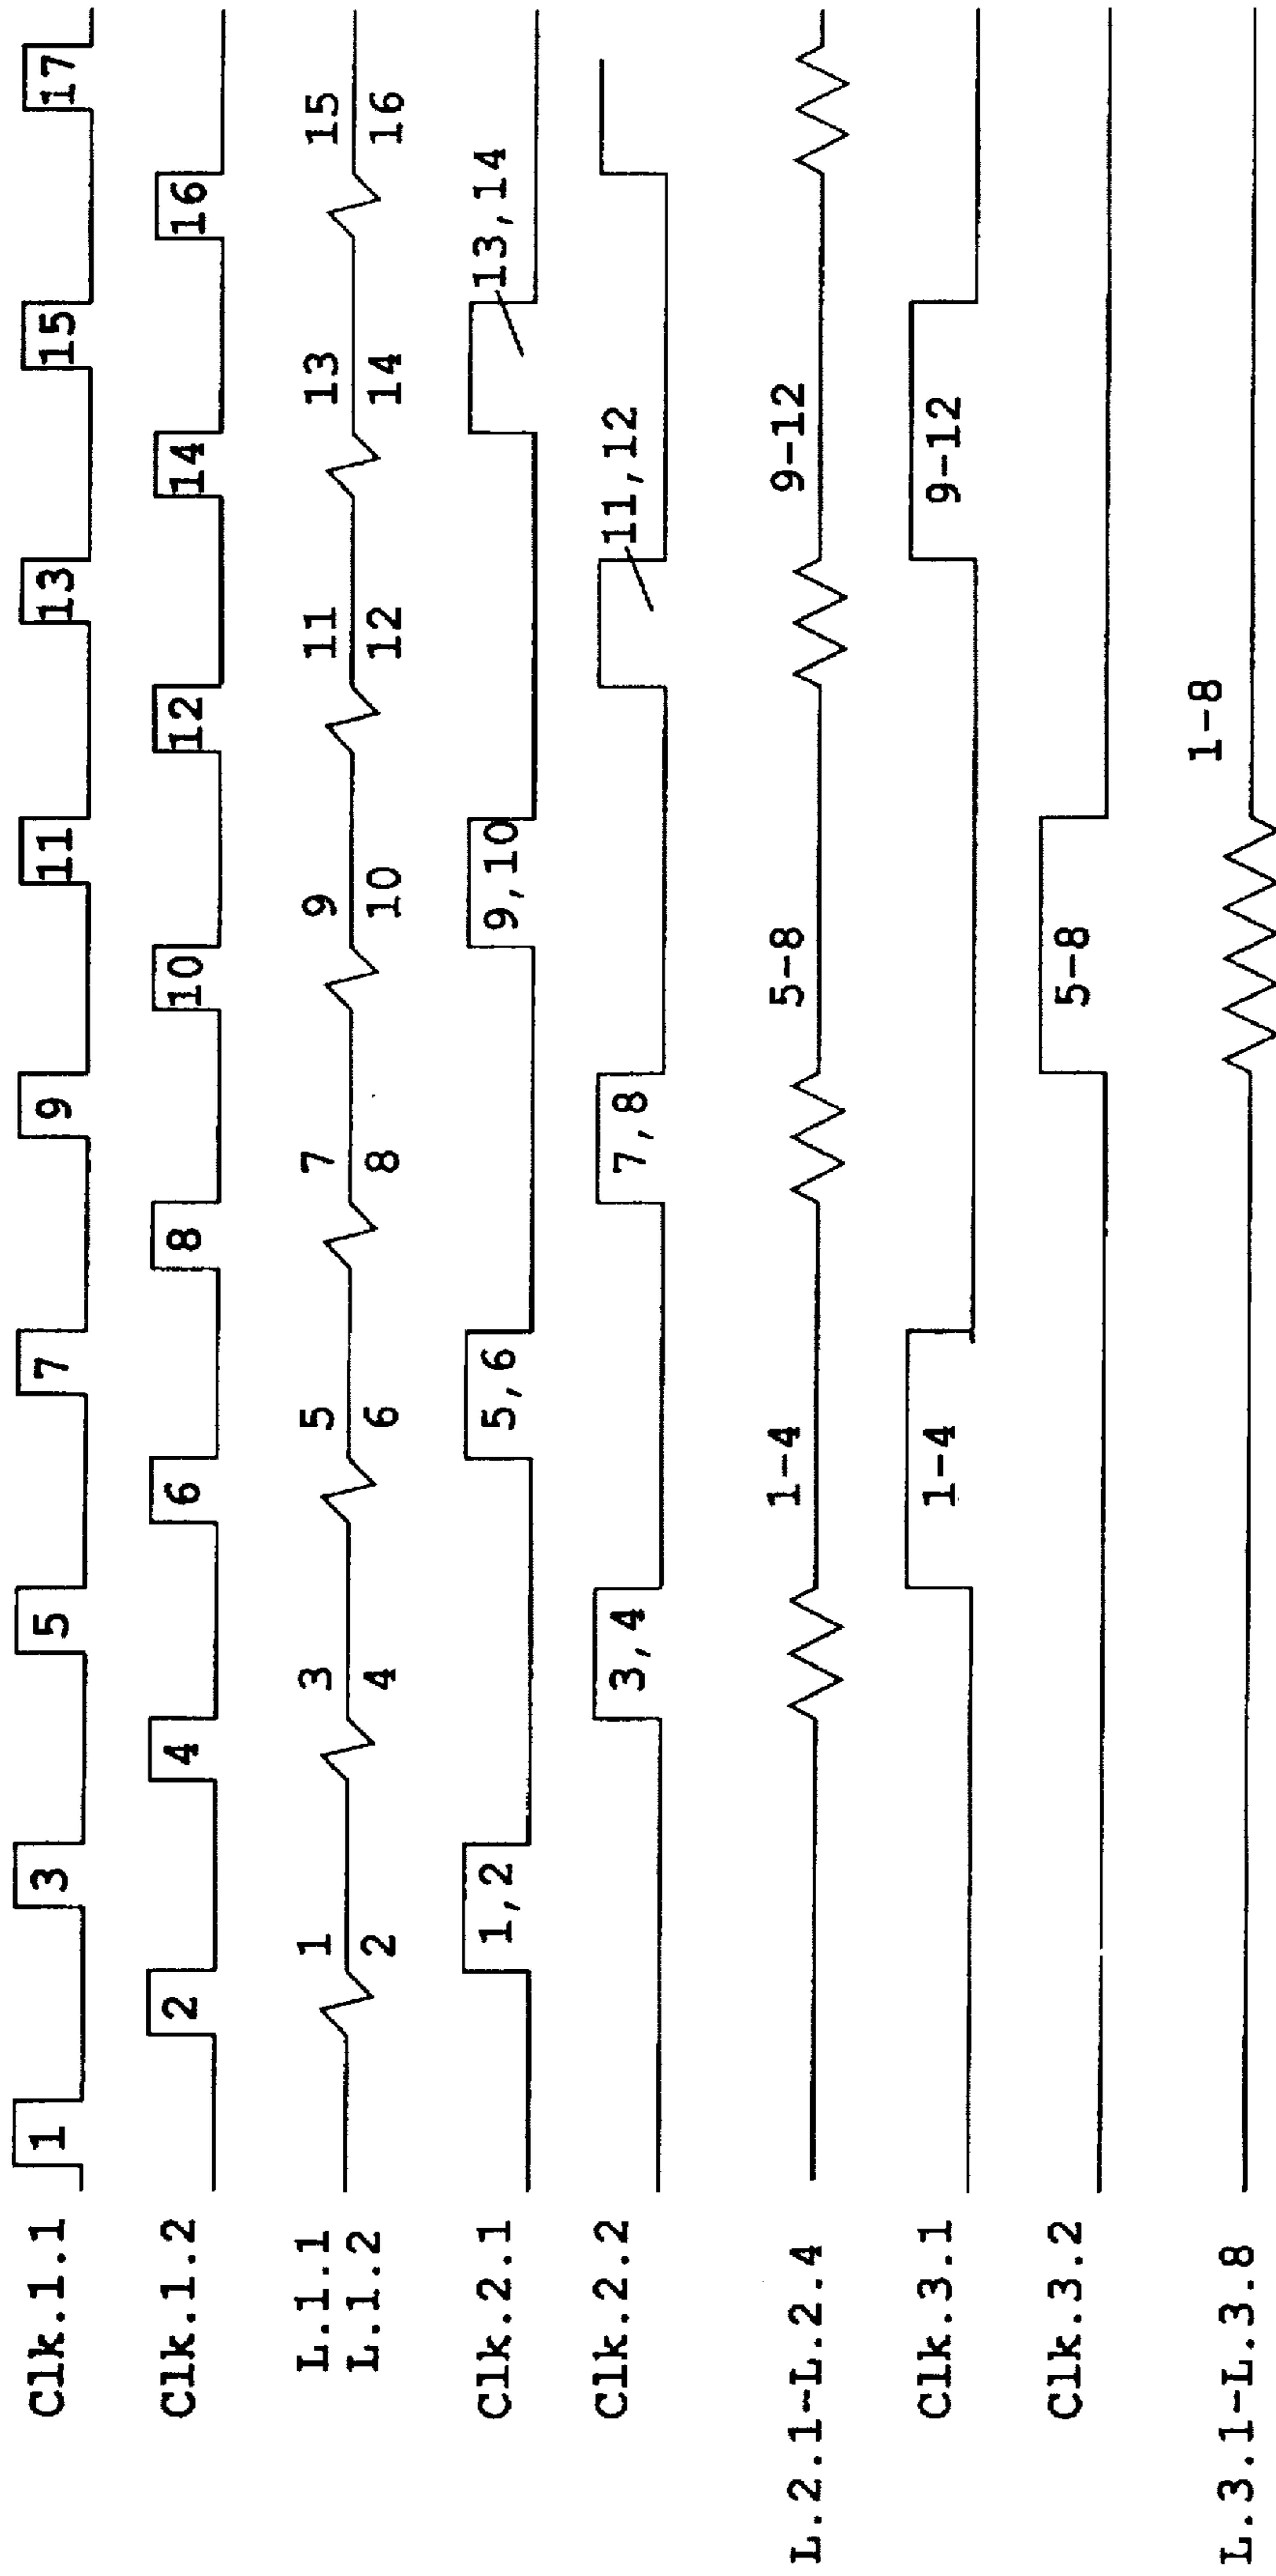 Clk.1.1 1 3 5 7 9 11 13 15 17
Clk.1.2 2 4 6 8 10 12 14 16
L.1.1 1 3 5 7 9 11 13 15
L.1.2 2 4 6 8 10 12 14 16
Clk.2.1 1,2 5,6 9,10 13,14
Clk.2.2 3,4 7,8 11,12
L.2.1-L.2.4 1-4 5-8 9-12
Clk.3.1 1-4 9-12
Clk.3.2 5-8
L.3.1-L.3.8 1-8